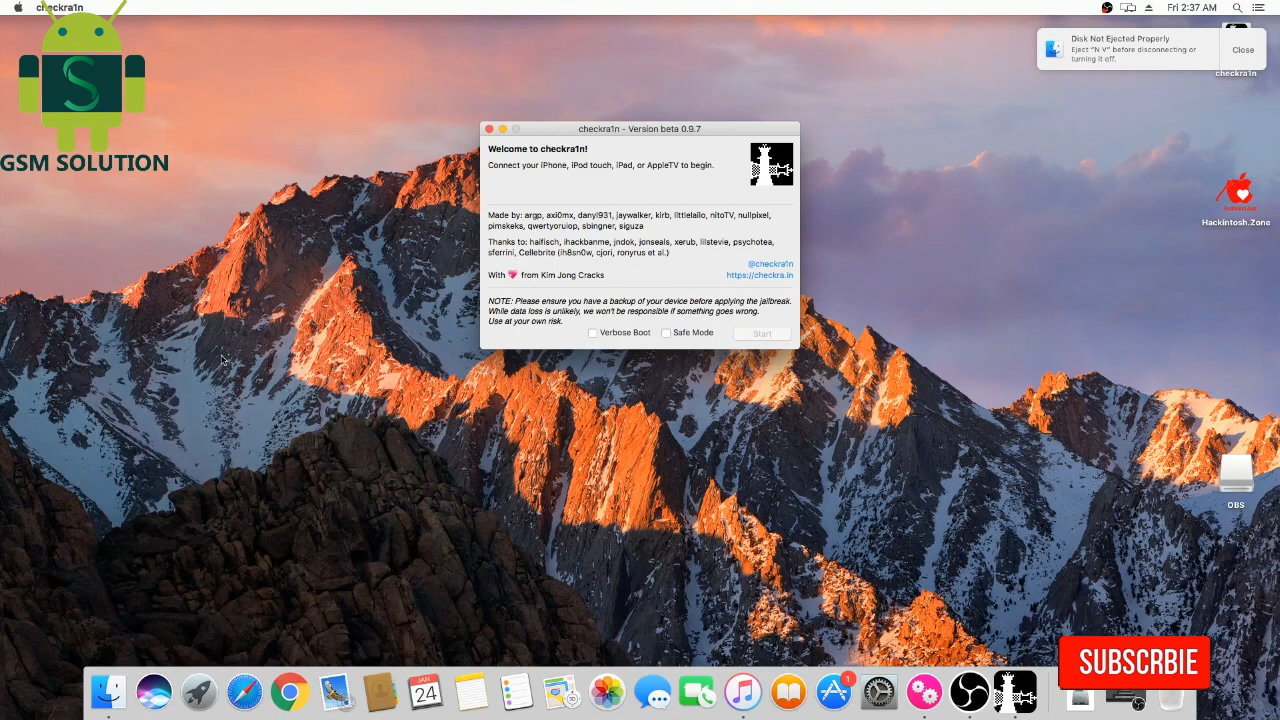 checkra1n
Fri 2:37 AM
GSM SOLUTION
Disk Not Ejected Properly
Eject “N V” before disconnecting or
turning it off.
Close
checkra1n
checkra1n - Version beta 0.9.7
Welcome to checkra1n!
Connect your iPhone, iPod touch, iPad, or AppleTV to begin.
Made by: argp, axi0mx, danyl931, jaywalker, kirb, littlelailo, nitoTV, nullpixel,
pimskeks, qwertyoruiop, sbingner, siguza
Thanks to: haifisch, ihackbanme, jndok, jonseals, xerub, lilstevie, psychotea,
sferrini, Cellebrite (ih8sn0w, cjori, ronyrus et al.)
@checkra1n
With 💖 from Kim Jong Cracks
https://checkra.in
NOTE: Please ensure you have a backup of your device before applying the jailbreak.
While data loss is unlikely, we won't be responsible if something goes wrong.
Use at your own risk.
Verbose Boot
Safe Mode
Start
Hackintosh.Zone
OBS
SUBSCRBIE
JAN
24
1